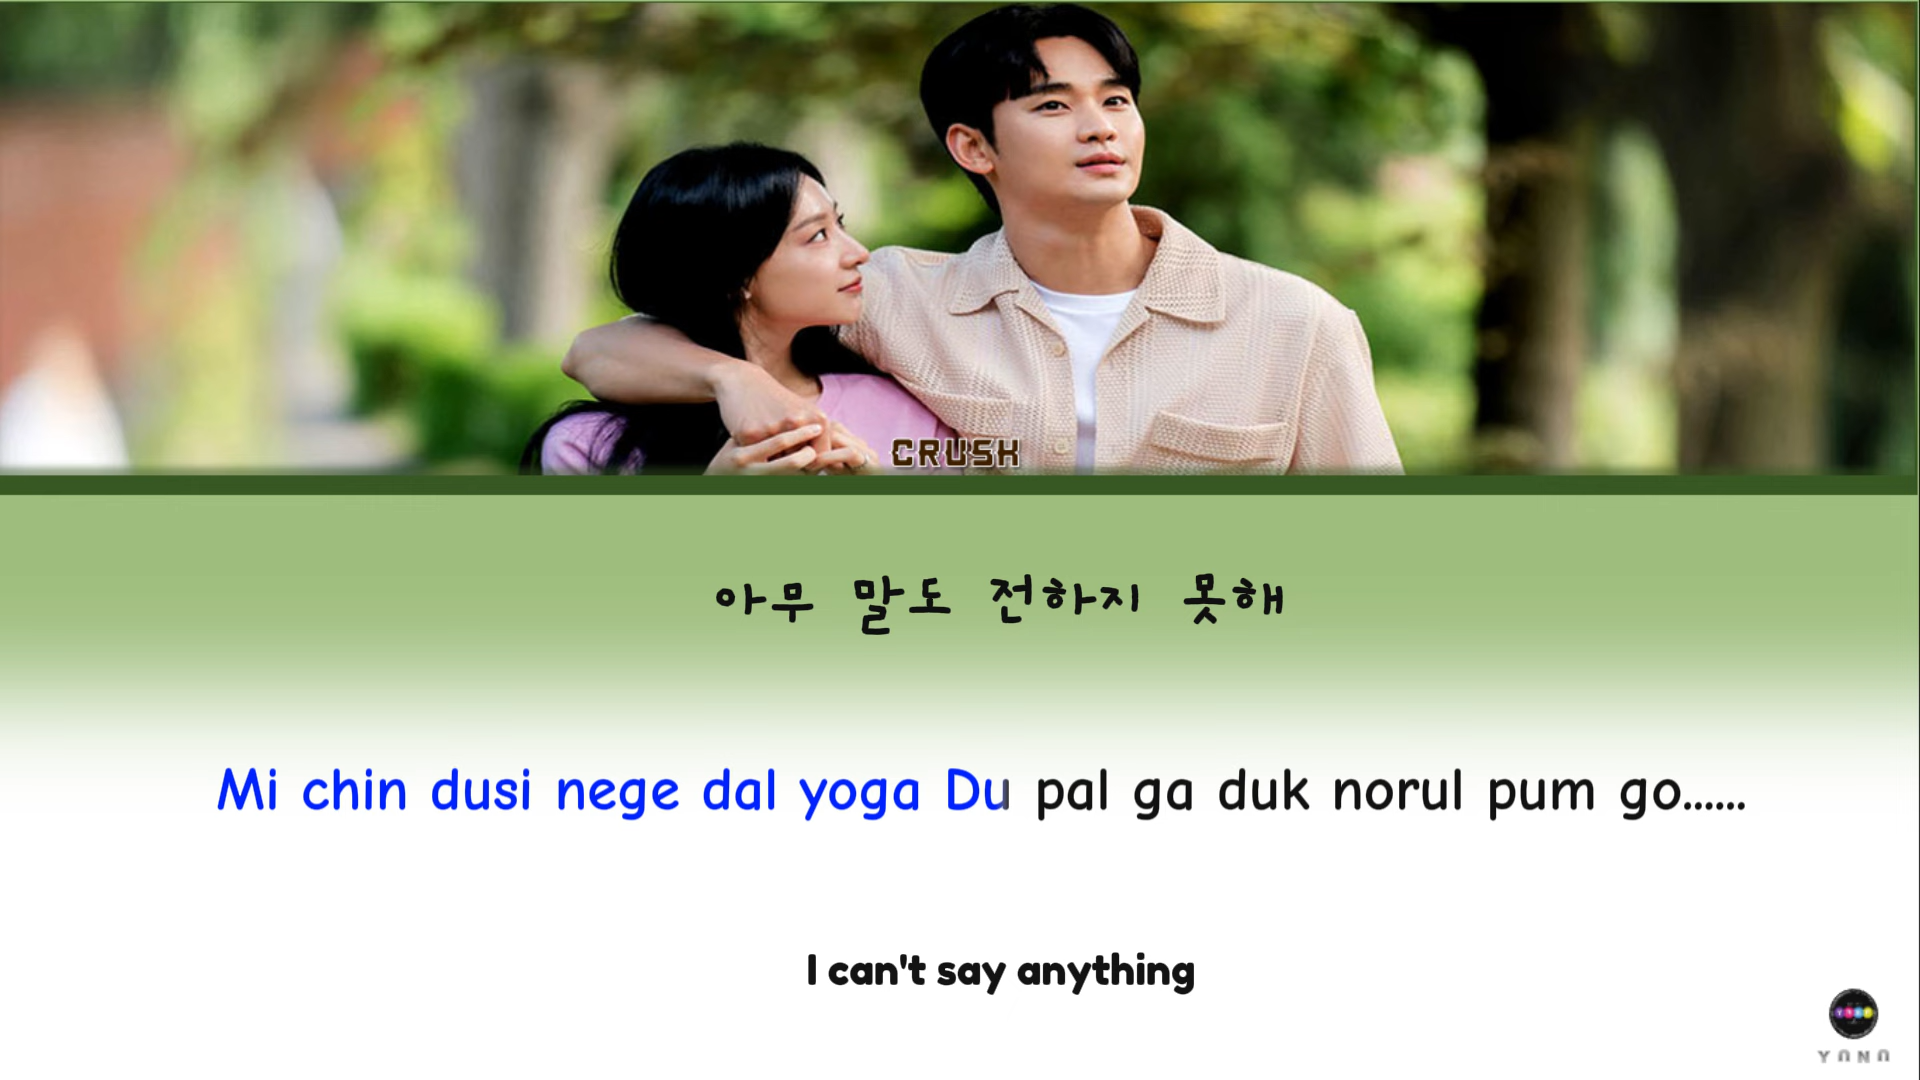 CRUSH
아무 말도 전하지 못해
Mi chin dusi nege dal yoga Du pal ga duk norul pum go......
I can't say anything
YANA